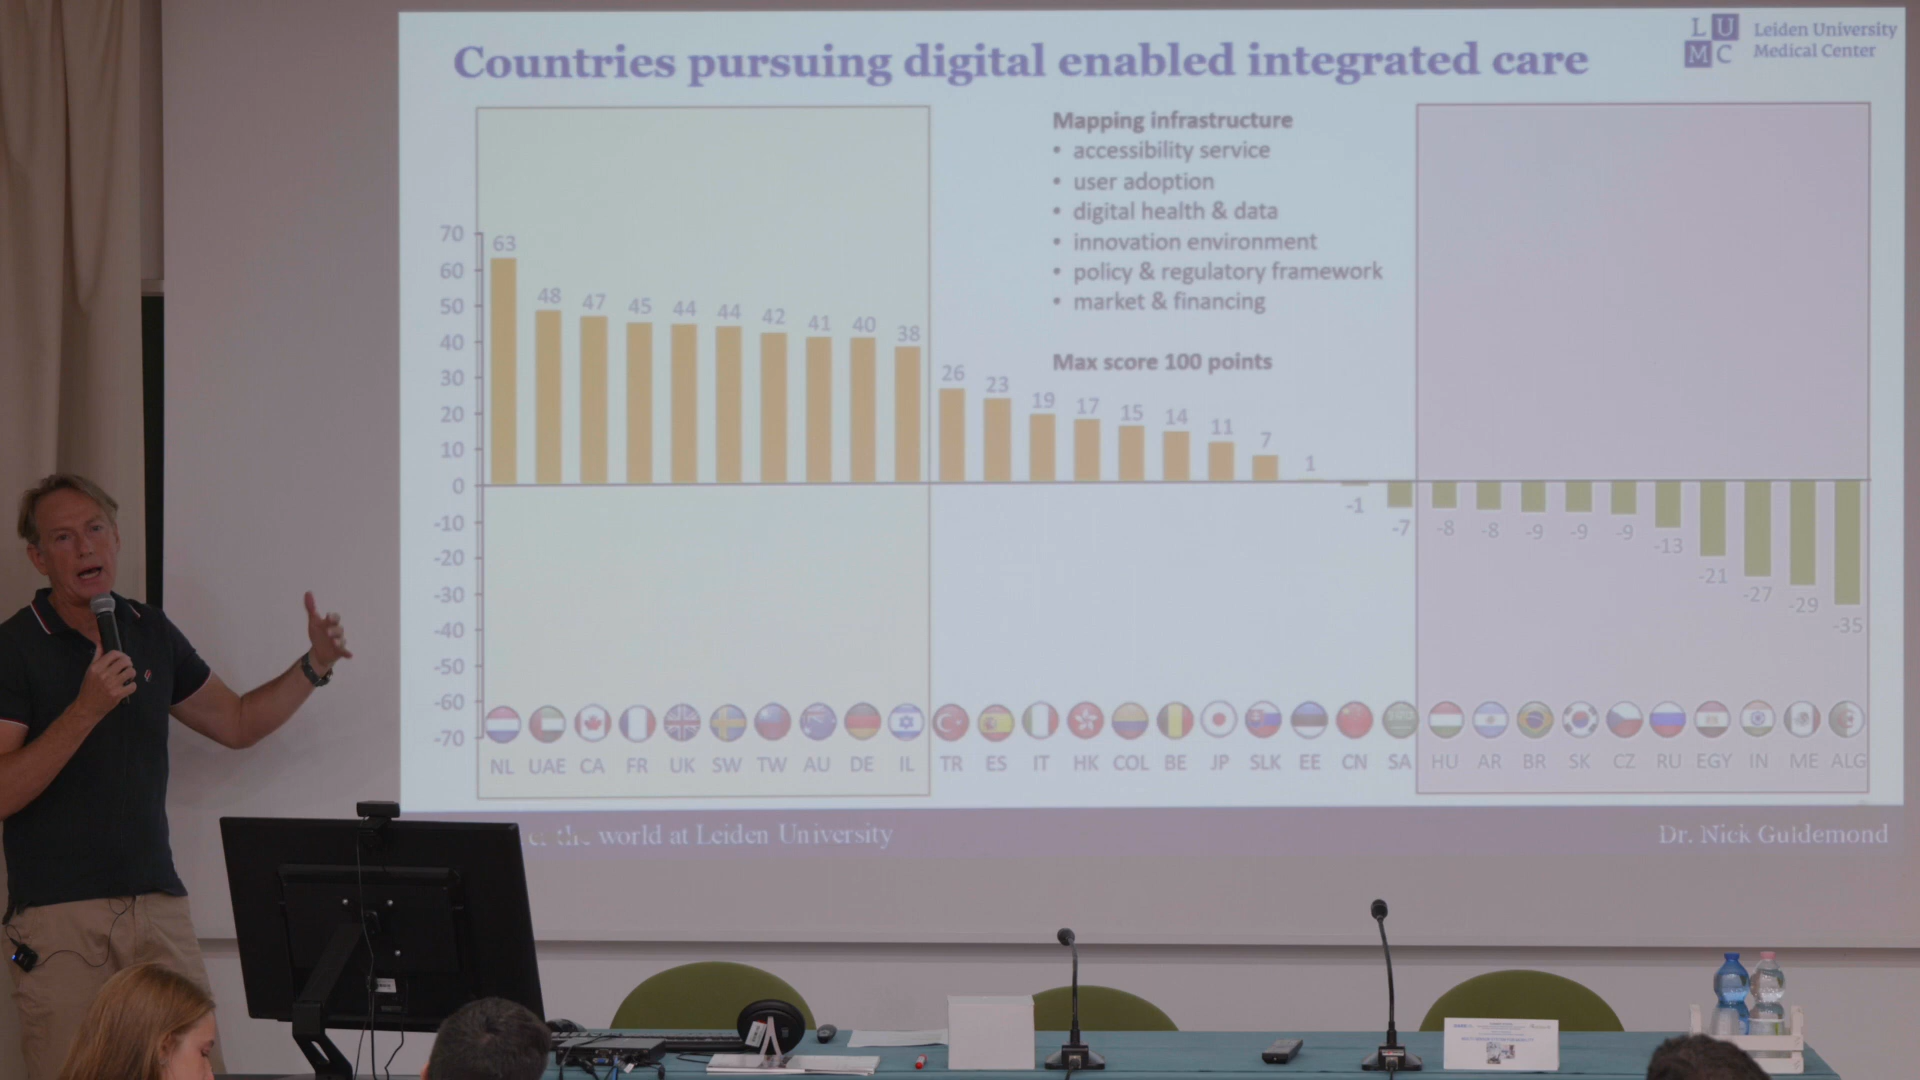 Countries pursuing digital enabled integrated care
L U
M C
Leiden University
Medical Center
Mapping infrastructure
• accessibility service
• user adoption
• digital health & data
• innovation environment
• policy & regulatory framework
• market & financing
Max score 100 points
70
60
50
40
30
20
10
0
-10
-20
-30
-40
-50
-60
-70
63 48 47 45 44 44 42 41 40 38 26 23 19 17 15 14 11 7 1 -1 -7 -8 -8 -9 -9 -9 -13 -21 -27 -29 -35
NL UAE CA FR UK SW TW AU DE IL TR ES IT HK COL BE JP SLK EE CN SA HU AR BR SK CZ RU EGY IN ME ALG
the world at Leiden University
Dr. Nick Guldemond